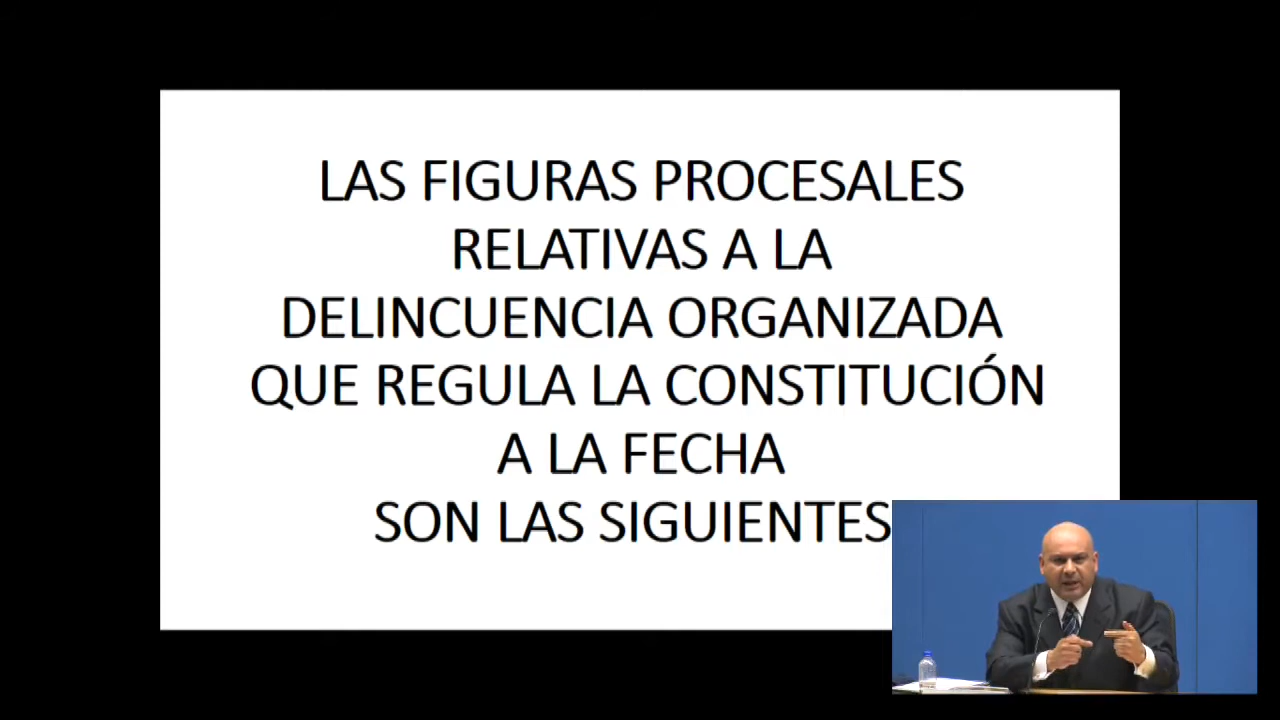 LAS FIGURAS PROCESALES
RELATIVAS A LA
DELINCUENCIA ORGANIZADA
QUE REGULA LA CONSTITUCIÓN
A LA FECHA
SON LAS SIGUIENTES